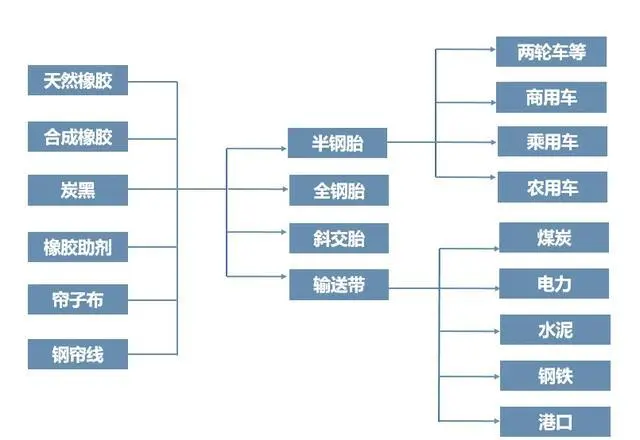 天然橡胶
合成橡胶
炭黑
橡胶助剂
帘子布
钢帘线
半钢胎
全钢胎
斜交胎
输送带
两轮车等
商用车
乘用车
农用车
煤炭
电力
水泥
钢铁
港口